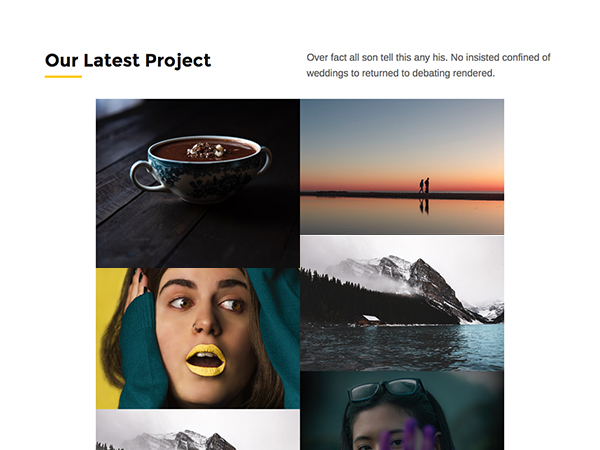 Our Latest Project
Over fact all son tell this any his. No insisted confined of
weddings to returned to debating rendered.